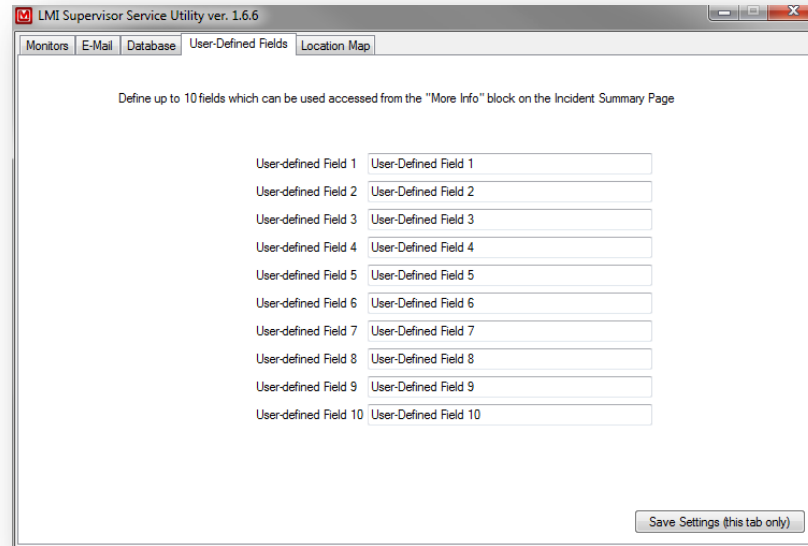 LMI Supervisor Service Utility ver. 1.6.6
Monitors E-Mail Database User-Defined Fields Location Map
Define up to 10 fields which can be used accessed from the "More Info" block on the Incident Summary Page
User-defined Field 1 User-Defined Field 1
User-defined Field 2 User-Defined Field 2
User-defined Field 3 User-Defined Field 3
User-defined Field 4 User-Defined Field 4
User-defined Field 5 User-Defined Field 5
User-defined Field 6 User-Defined Field 6
User-defined Field 7 User-Defined Field 7
User-defined Field 8 User-Defined Field 8
User-defined Field 9 User-Defined Field 9
User-defined Field 10 User-Defined Field 10
Save Settings (this tab only)